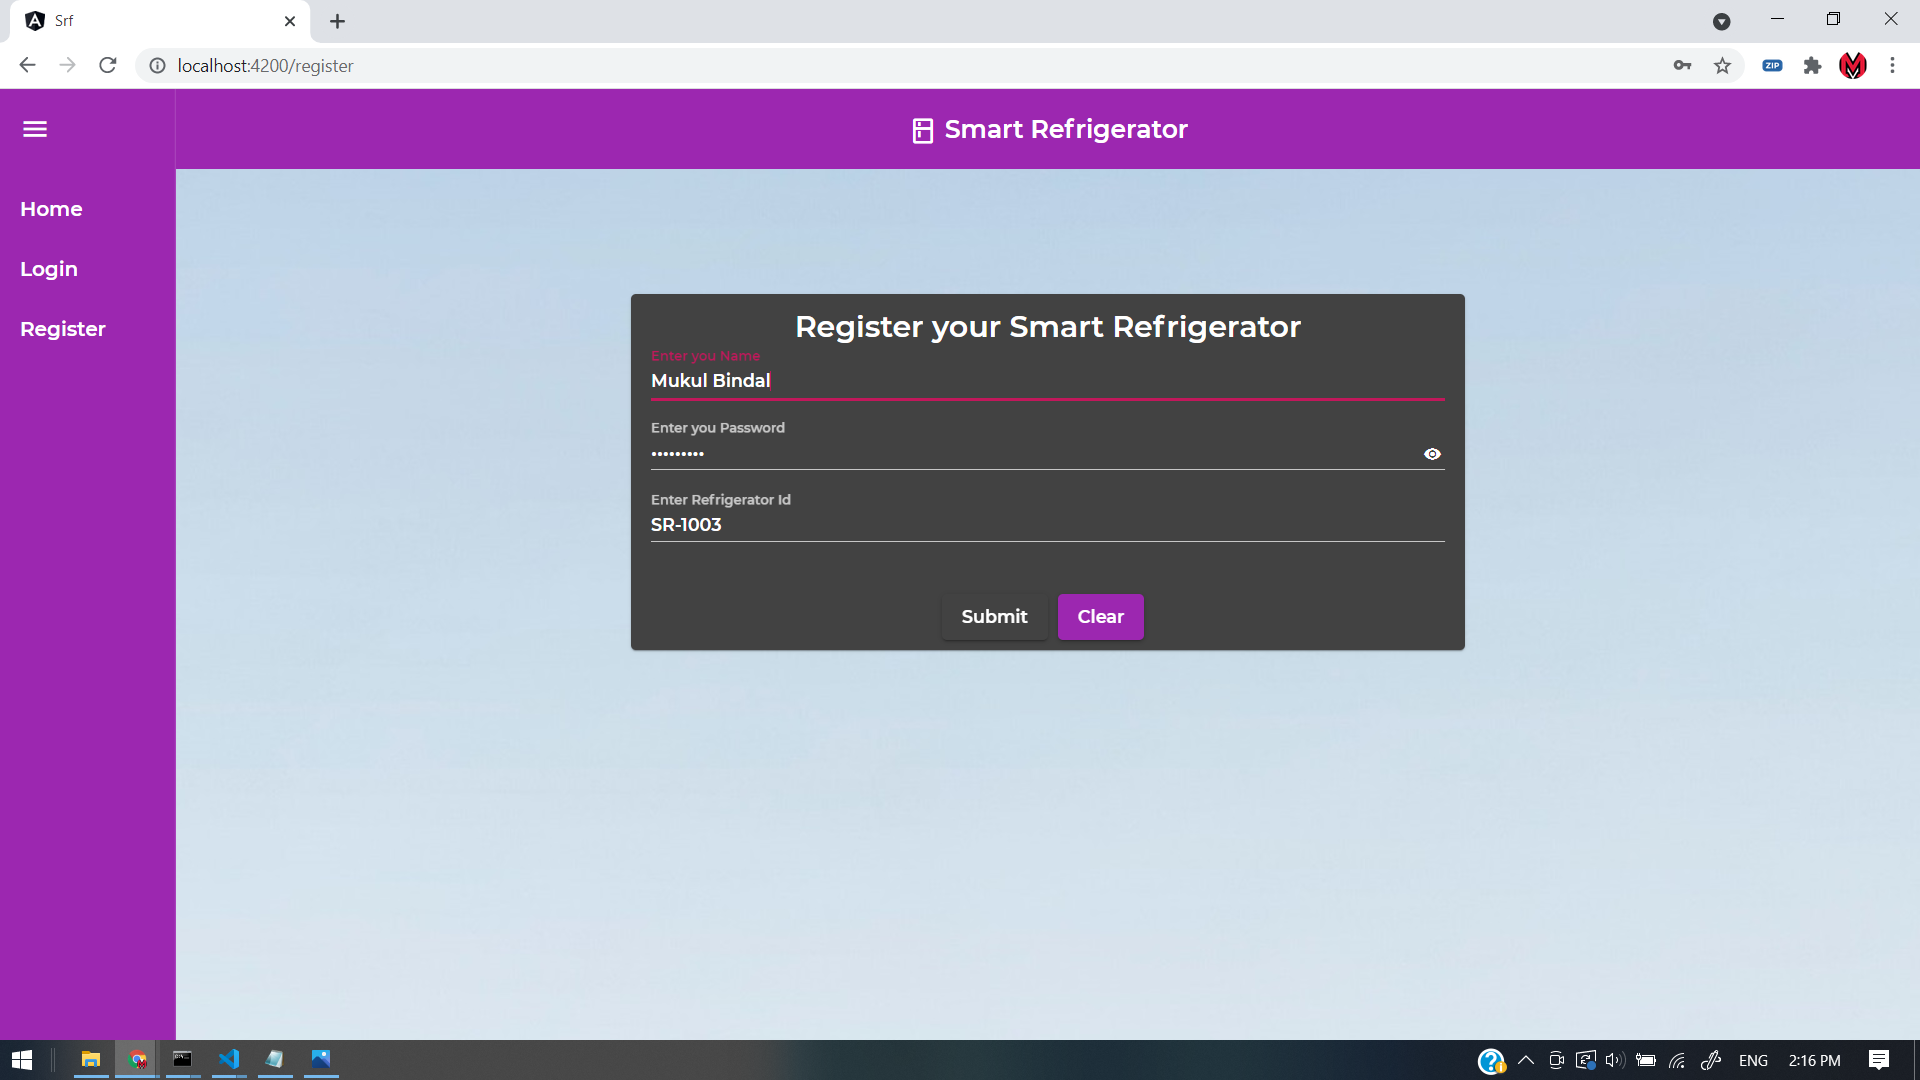 Srf
localhost:4200/register
ZIP
Smart Refrigerator
Home
Login
Register
Register your Smart Refrigerator
Enter you Name
Mukul Bindal
Enter you Password
•••••••••
Enter Refrigerator Id
SR-1003
Submit
Clear
ENG
2:16 PM